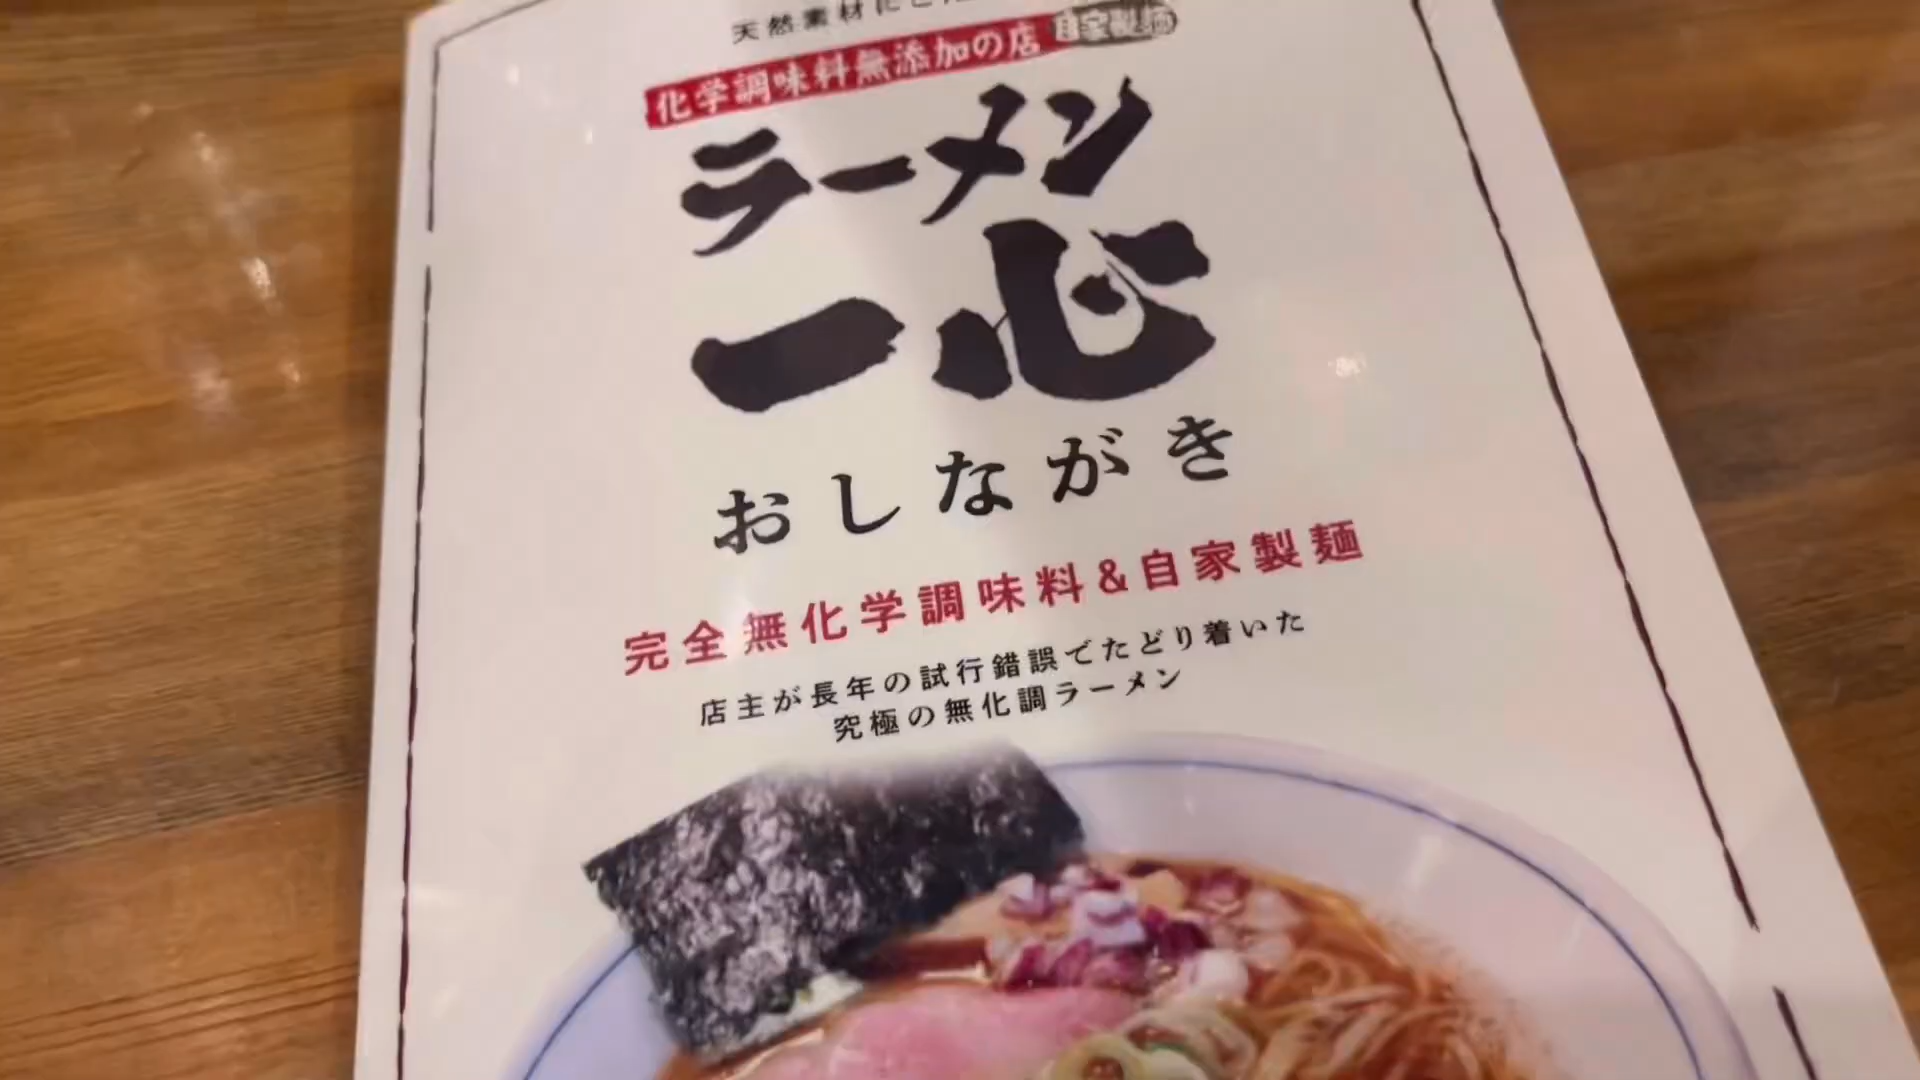 天然素材にこだ
化学調味料無添加の店 自家製麺
ラーメン
一心
おしながき
完全無化学調味料&自家製麺
店主が長年の試行錯誤でたどり着いた
究極の無化調ラーメン